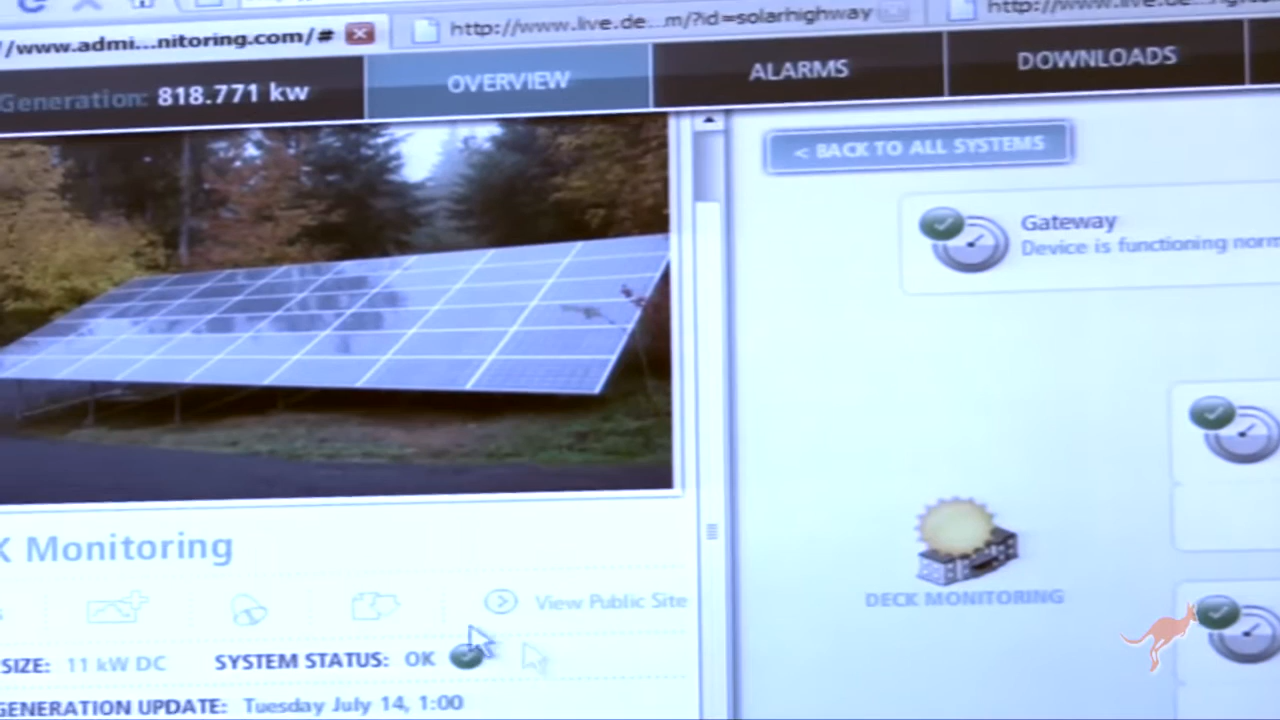 //www.admi...nitoring.com/#
http://www.live.de...m/?id=solarhighway
Generation: 818.771 kw
OVERVIEW
ALARMS
DOWNLOADS
< BACK TO ALL SYSTEMS
Gateway
Device is functioning norm
K Monitoring
View Public Site
DECK MONITORING
SIZE: 11 kW DC
SYSTEM STATUS: OK
GENERATION UPDATE: Tuesday July 14, 1:00